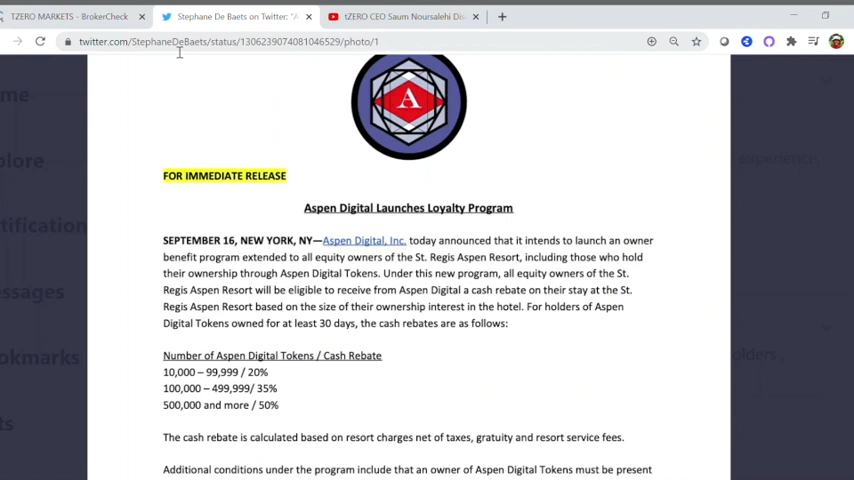 TZERO MARKETS - BrokerCheck
Stephane De Baets on Twitter: "A
tZERO CEO Saum Noursalehi Dis
twitter.com/StephaneDeBaets/status/1306239074081046529/photo/1
A
FOR IMMEDIATE RELEASE
Aspen Digital Launches Loyalty Program
SEPTEMBER 16, NEW YORK, NY—Aspen Digital, Inc. today announced that it intends to launch an owner
benefit program extended to all equity owners of the St. Regis Aspen Resort, including those who hold
their ownership through Aspen Digital Tokens. Under this new program, all equity owners of the St.
Regis Aspen Resort will be eligible to receive from Aspen Digital a cash rebate on their stay at the St.
Regis Aspen Resort based on the size of their ownership interest in the hotel. For holders of Aspen
Digital Tokens owned for at least 30 days, the cash rebates are as follows:
Number of Aspen Digital Tokens / Cash Rebate
10,000 – 99,999 / 20%
100,000 – 499,999/ 35%
500,000 and more / 50%
The cash rebate is calculated based on resort charges net of taxes, gratuity and resort service fees.
Additional conditions under the program include that an owner of Aspen Digital Tokens must be present
ome
xplore
otification
essages
ookmarks
sts
experience,
holders